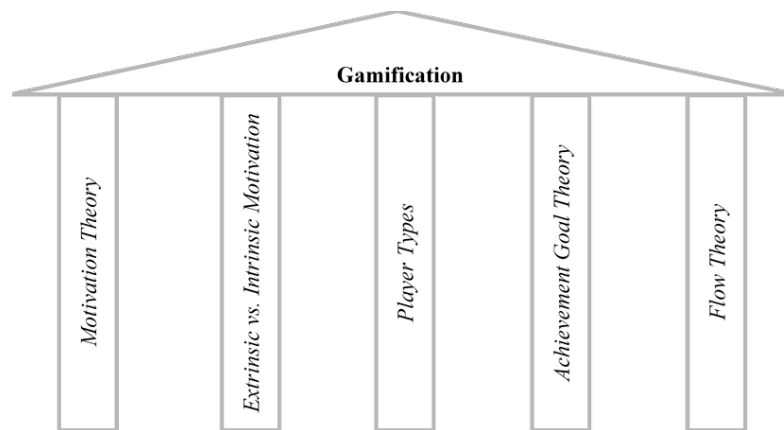 Gamification
Motivation Theory
Extrinsic vs. Intrinsic Motivation
Player Types
Achievement Goal Theory
Flow Theory